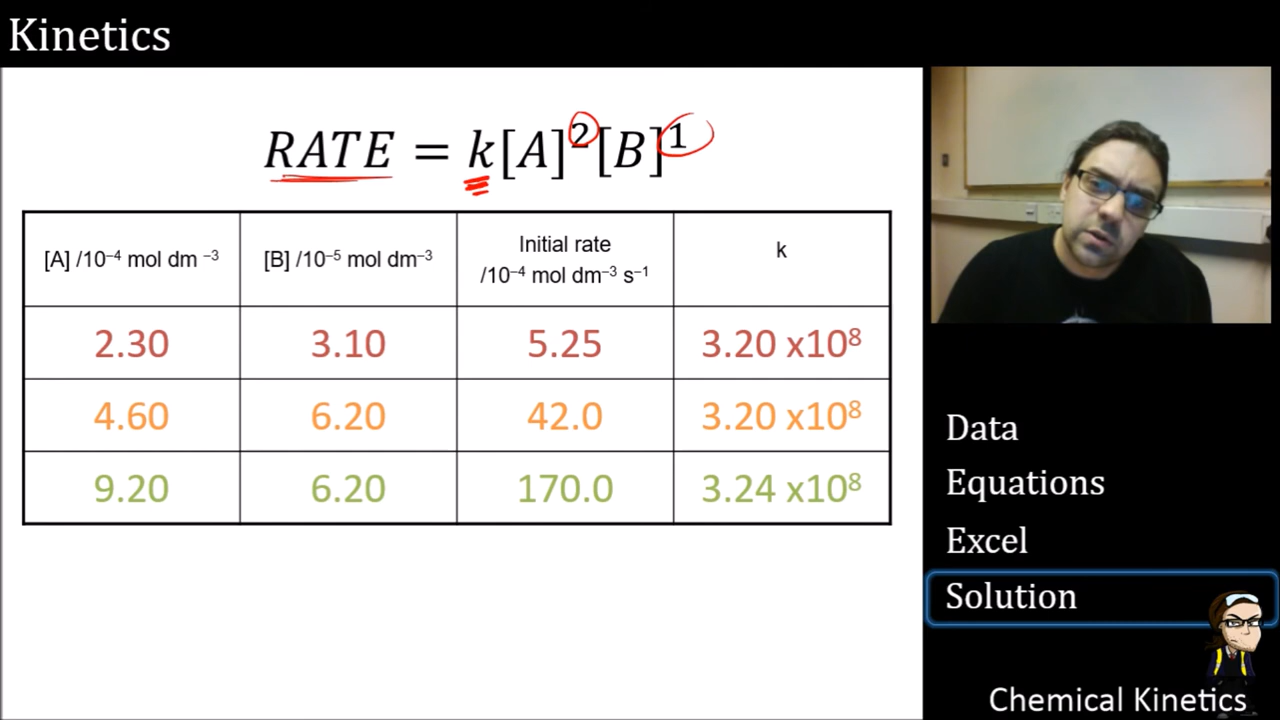 Kinetics
RATE = k[A]²[B]¹
[A] /10⁻⁴ mol dm ⁻³
[B] /10⁻⁵ mol dm⁻³
Initial rate
/10⁻⁴ mol dm⁻³ s⁻¹
k
2.30 3.10 5.25 3.20 x10⁸
4.60 6.20 42.0 3.20 x10⁸
9.20 6.20 170.0 3.24 x10⁸
Data
Equations
Excel
Solution
Chemical Kinetics